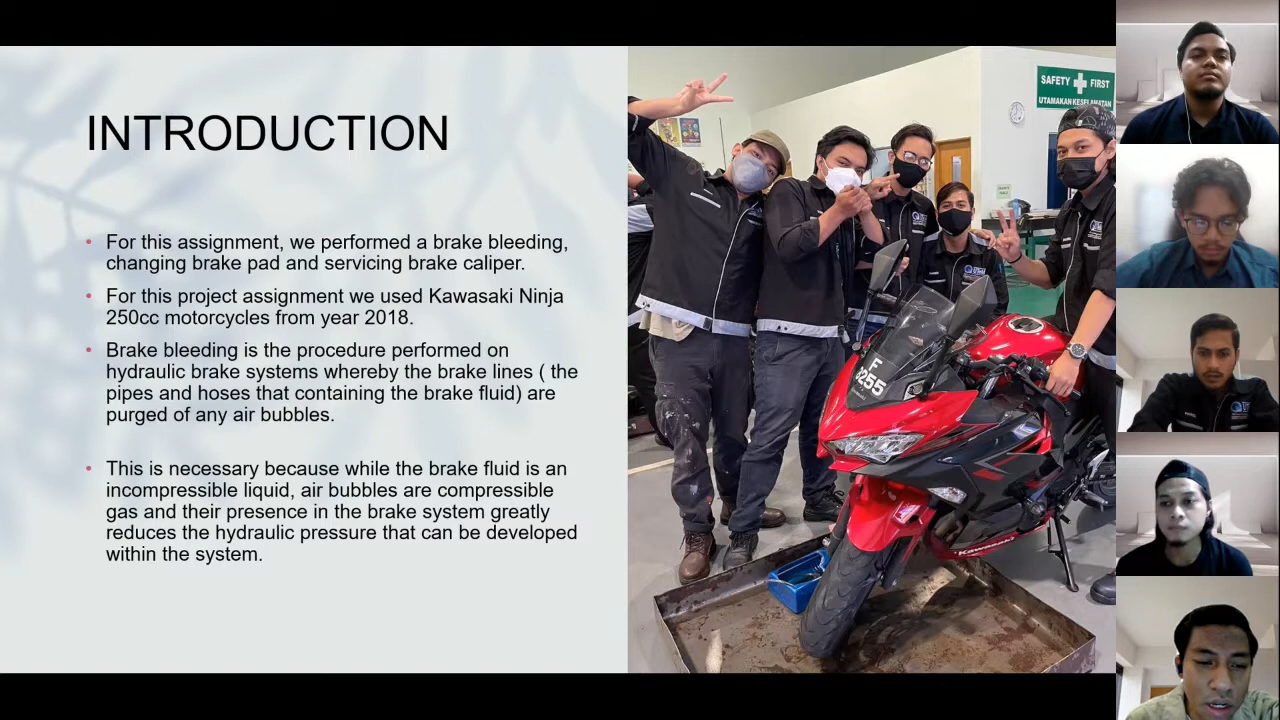 INTRODUCTION
• For this assignment, we performed a brake bleeding,
changing brake pad and servicing brake caliper.
• For this project assignment we used Kawasaki Ninja
250cc motorcycles from year 2018.
• Brake bleeding is the procedure performed on
hydraulic brake systems whereby the brake lines ( the
pipes and hoses that containing the brake fluid) are
purged of any air bubbles.
• This is necessary because while the brake fluid is an
incompressible liquid, air bubbles are compressible
gas and their presence in the brake system greatly
reduces the hydraulic pressure that can be developed
within the system.
SAFETY FIRST
UTAMAKAN KESELAMATAN
F
Kawasaki